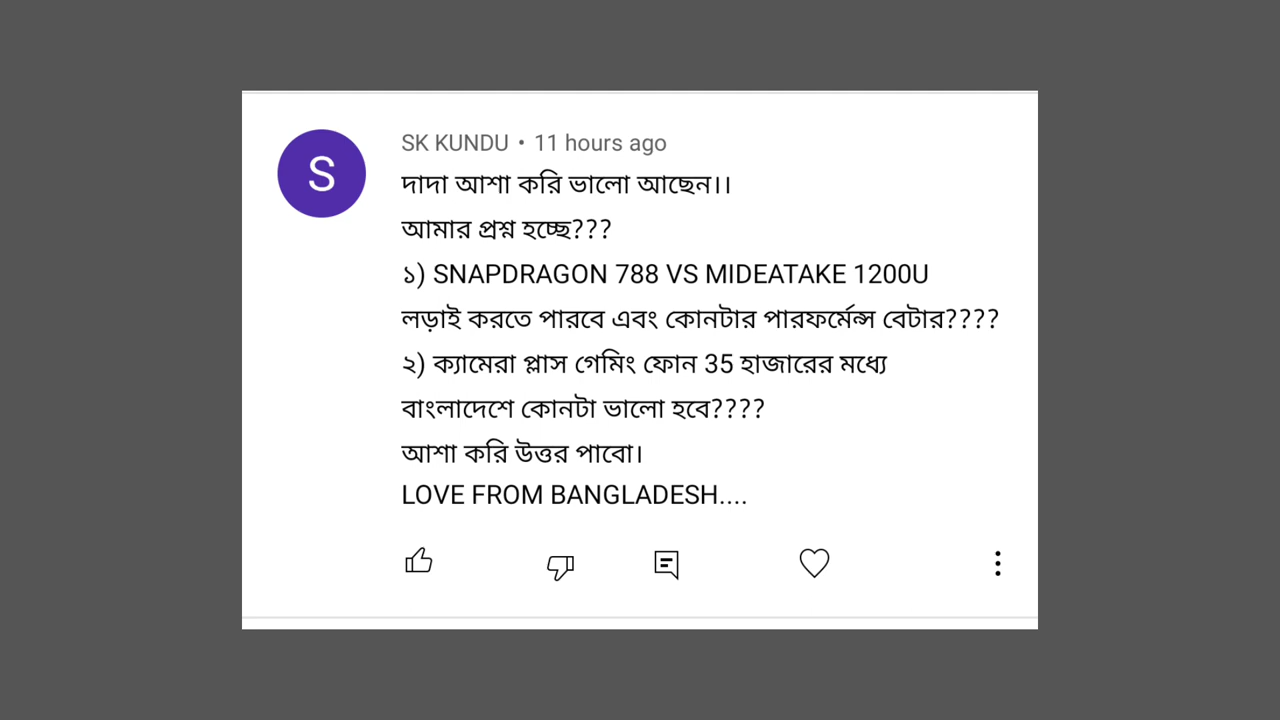 S
SK KUNDU • 11 hours ago
দাদা আশা করি ভালো আছেন।।
আমার প্রশ্ন হচ্ছে???
১) SNAPDRAGON 788 VS MIDEATAKE 1200U
লড়াই করতে পারবে এবং কোনটার পারফর্মেন্স বেটার????
২) ক্যামেরা প্লাস গেমিং ফোন 35 হাজারের মধ্যে
বাংলাদেশে কোনটা ভালো হবে????
আশা করি উত্তর পাবো।
LOVE FROM BANGLADESH....